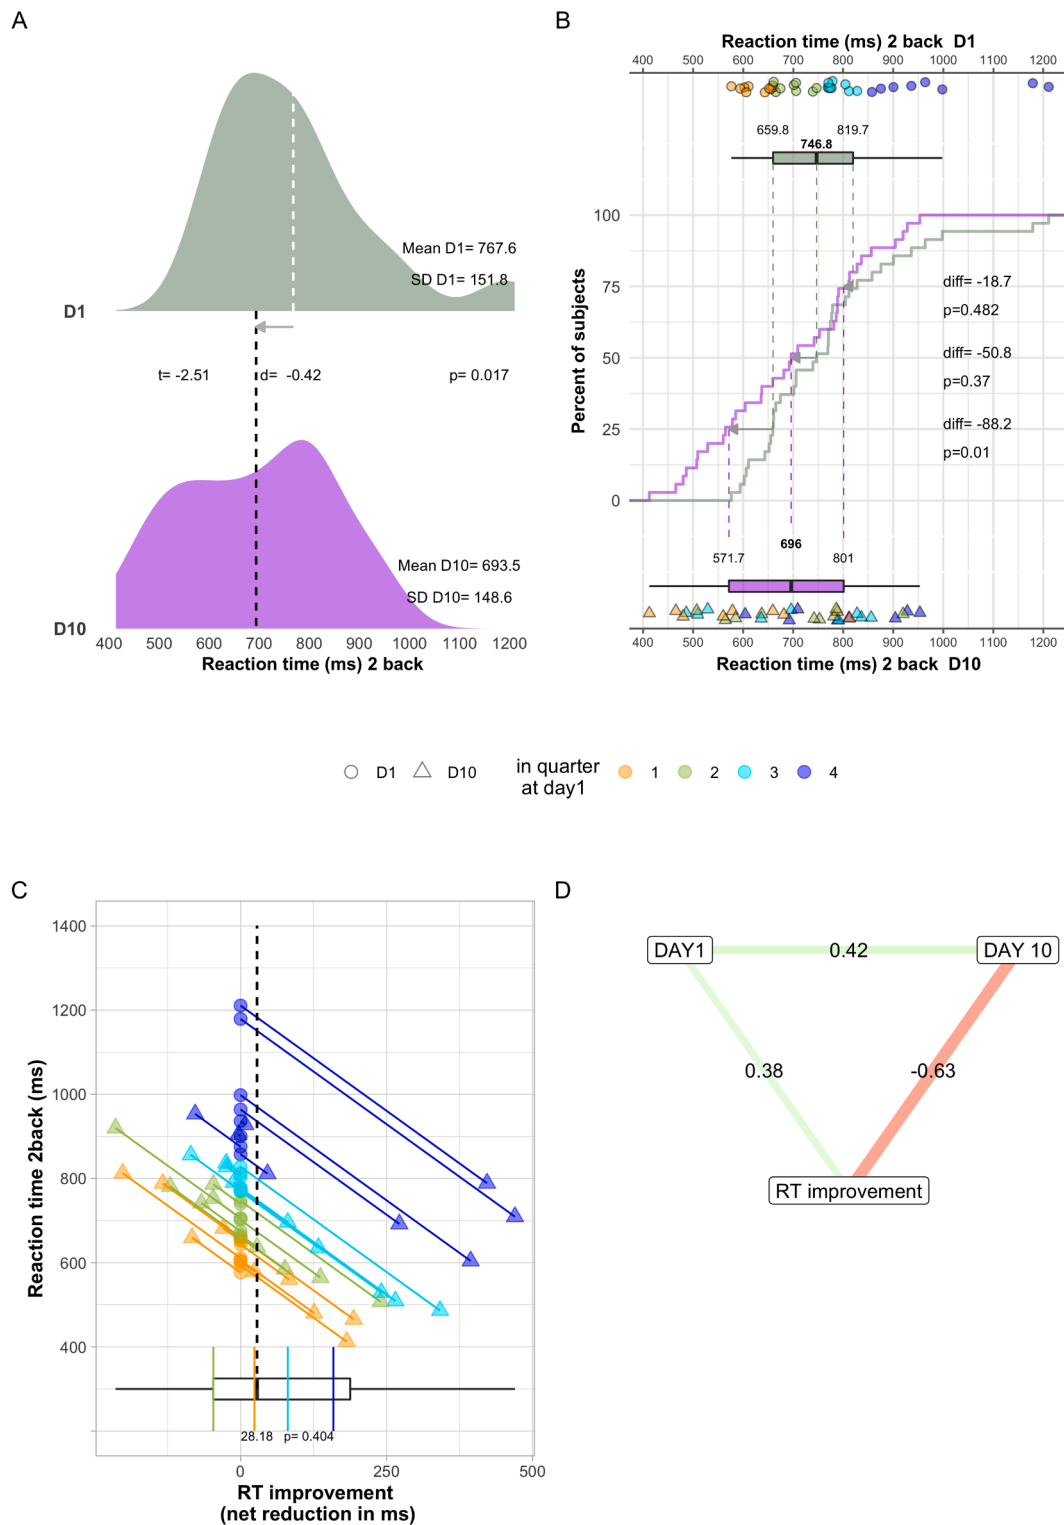 A
Mean D1= 767.6
SD D1= 151.8
D1
t= -2.51
d= -0.42
p= 0.017
Mean D10= 693.5
SD D10= 148.6
D10
400 500 600 700 800 900 1000 1100 1200
Reaction time (ms) 2 back
B
Reaction time (ms) 2 back D1
400 500 600 700 800 900 1000 1100 1200
659.8 819.7
746.8
100
75
50
25
0
Percent of subjects
diff= -18.7
p=0.482
diff= -50.8
p=0.37
diff= -88.2
p=0.01
696
571.7 801
400 500 600 700 800 900 1000 1100 1200
Reaction time (ms) 2 back D10
D1 D10
in quarter
at day1
1 2 3 4
C
1400
1200
1000
800
600
400
Reaction time 2back (ms)
28.18 p= 0.404
0 250 500
RT improvement
(net reduction in ms)
D
DAY1
0.42
DAY 10
0.38
-0.63
RT improvement